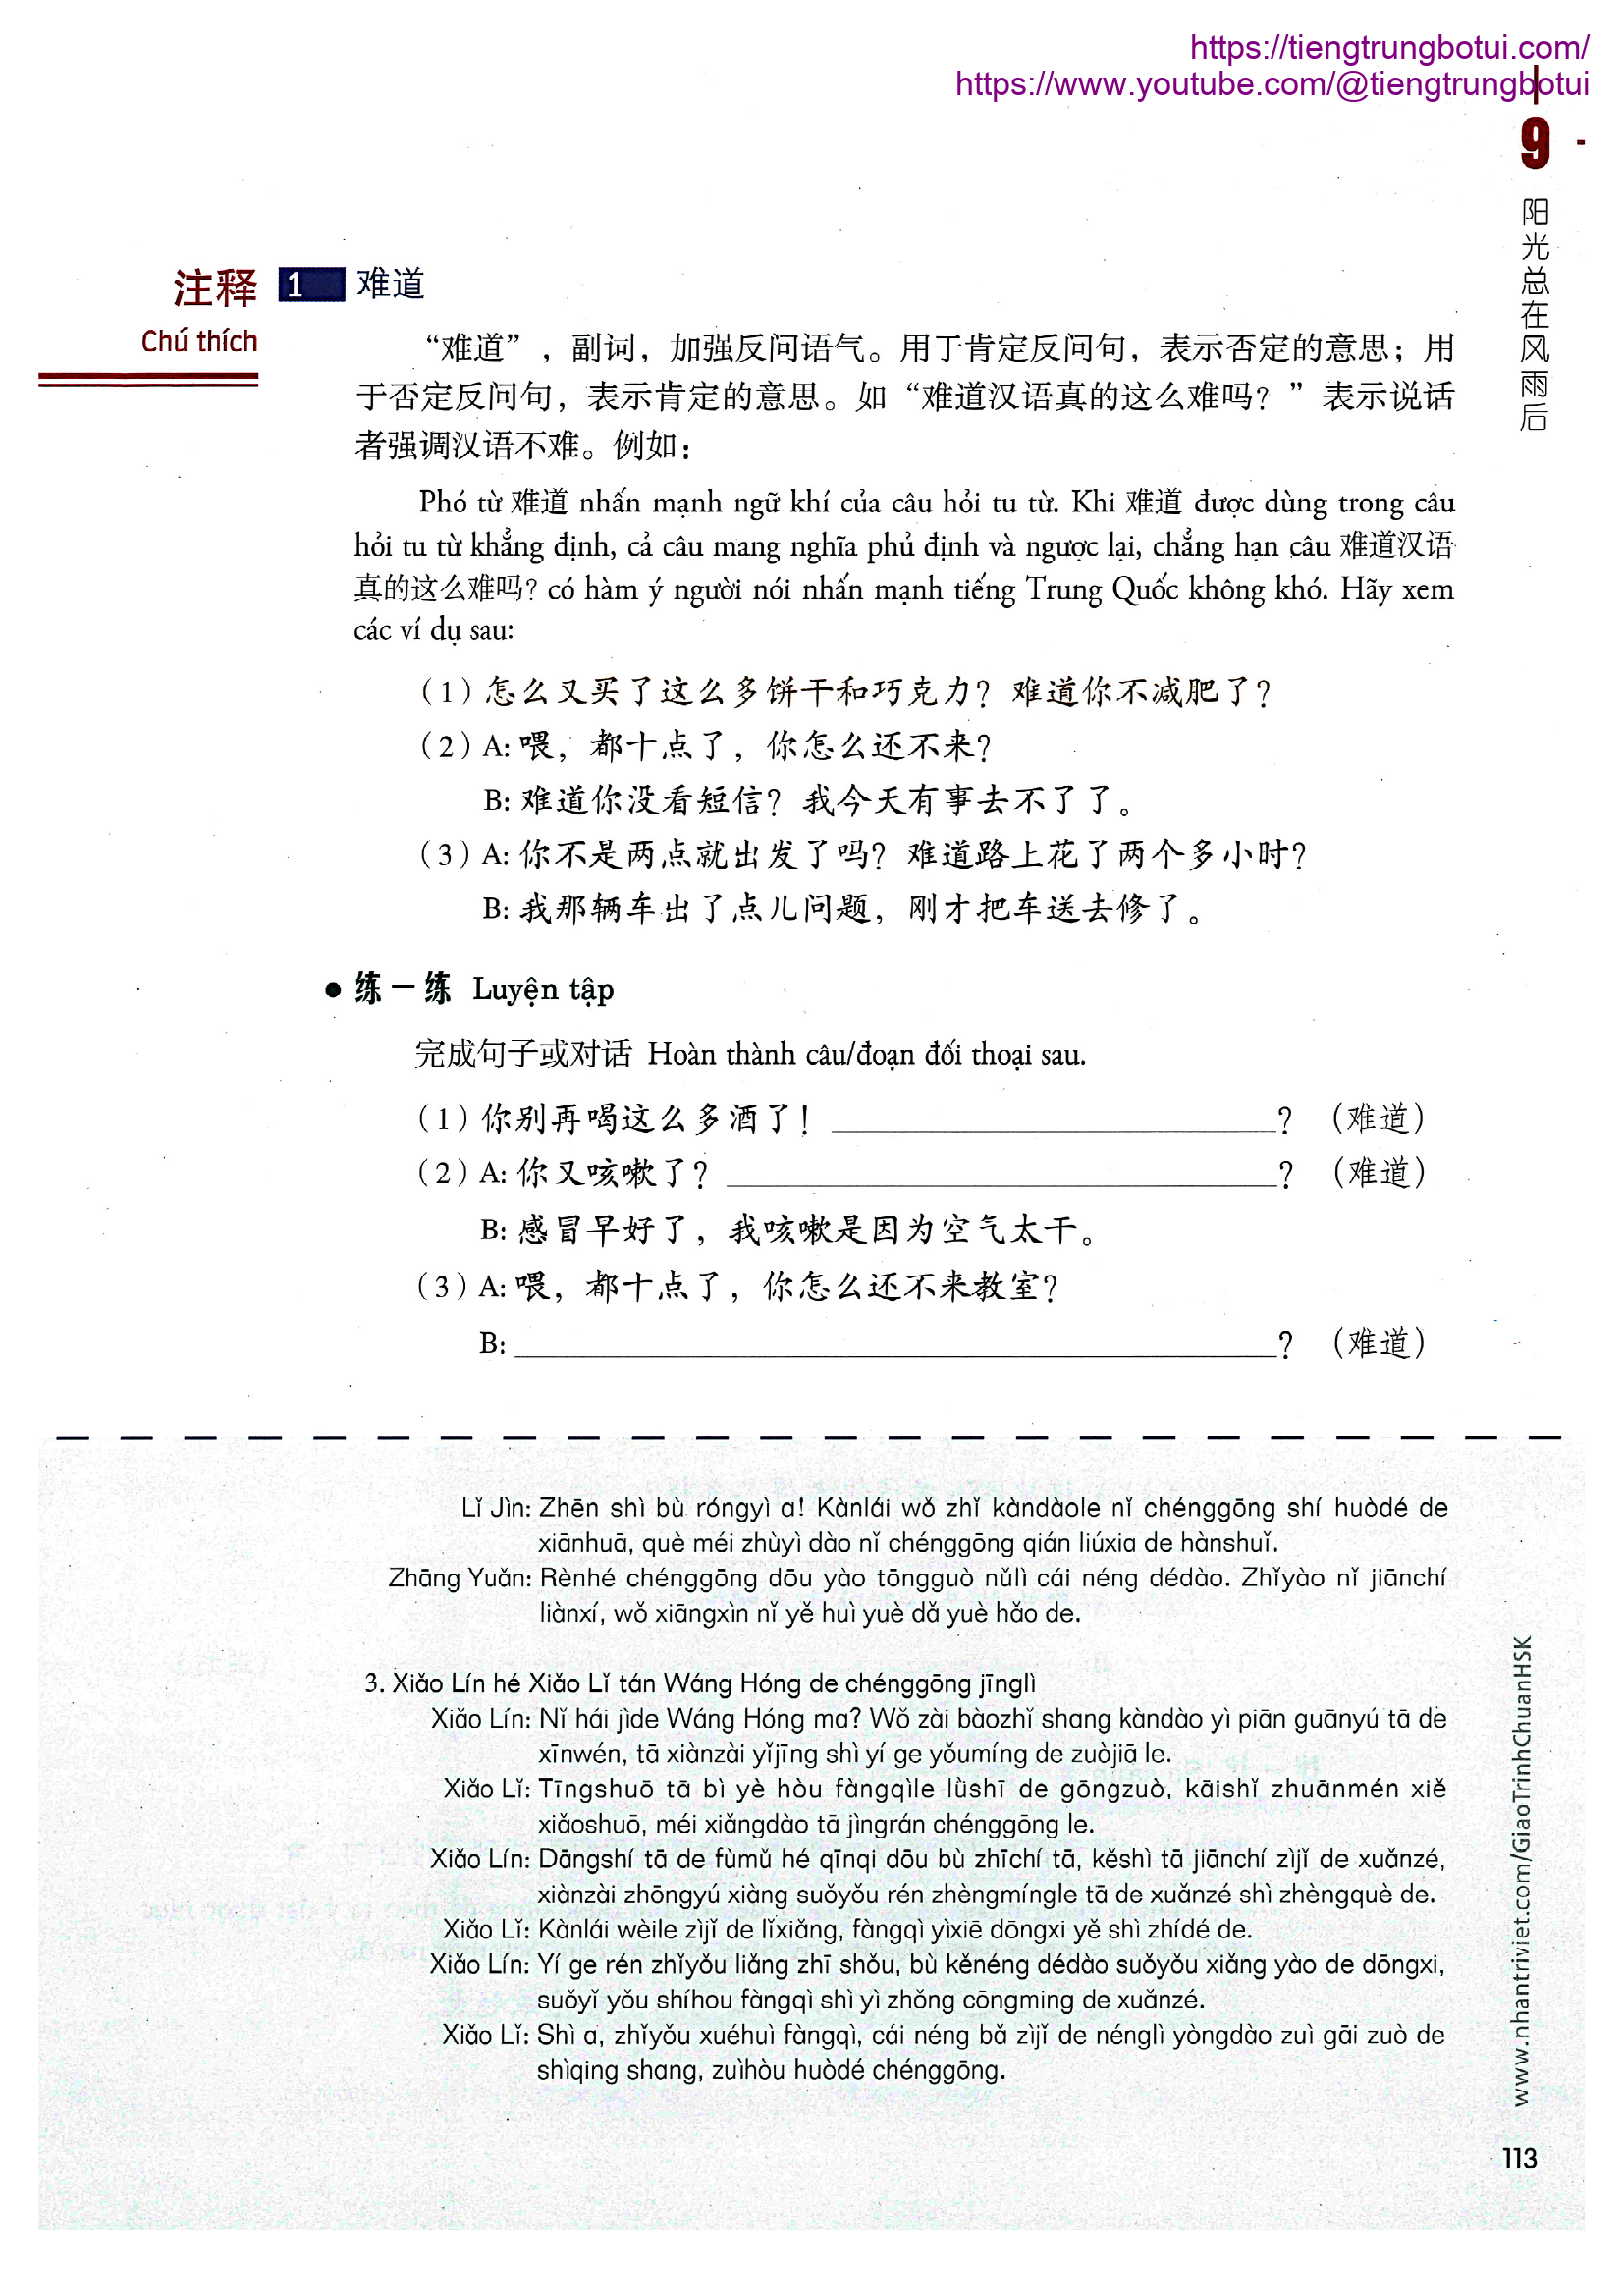 https://tiengtrungbotui.com/
https://www.youtube.com/@tiengtrungbotui
9
阳光总在风雨后
注释
Chú thích
1 难道
“难道”，副词，加强反问语气。用于肯定反问句，表示否定的意思；用
于否定反问句，表示肯定的意思。如“难道汉语真的这么难吗？”表示说话
者强调汉语不难。例如：
Phó từ 难道 nhấn mạnh ngữ khí của câu hỏi tu từ. Khi 难道 được dùng trong câu
hỏi tu từ khẳng định, cả câu mang nghĩa phủ định và ngược lại, chẳng hạn câu 难道汉语
真的这么难吗? có hàm ý người nói nhấn mạnh tiếng Trung Quốc không khó. Hãy xem
các ví dụ sau:
（1）怎么又买了这么多饼干和巧克力？难道你不减肥了？
（2）A: 喂，都十点了，你怎么还不来？
B: 难道你没看短信？我今天有事去不了了。
（3）A: 你不是两点就出发了吗？难道路上花了两个多小时？
B: 我那辆车出了点儿问题，刚才把车送去修了。
● 练一练 Luyện tập
完成句子或对话 Hoàn thành câu/đoạn đối thoại sau.
（1）你别再喝这么多酒了！______？（难道）
（2）A: 你又咳嗽了？______？（难道）
B: 感冒早好了，我咳嗽是因为空气太干。
（3）A: 喂，都十点了，你怎么还不来教室？
B: ______？（难道）
Lǐ Jìn: Zhēn shì bù róngyì a! Kànlái wǒ zhǐ kàndàole nǐ chénggōng shí huòdé de
xiānhuā, què méi zhùyì dào nǐ chénggōng qián liúxia de hànshuǐ.
Zhāng Yuǎn: Rènhé chénggōng dōu yào tōngguò nǔlì cái néng dédào. Zhǐyào nǐ jiānchí
liànxí, wǒ xiāngxìn nǐ yě huì yuè dǎ yuè hǎo de.
3. Xiǎo Lín hé Xiǎo Lǐ tán Wáng Hóng de chénggōng jīnglì
Xiǎo Lín: Nǐ hái jìde Wáng Hóng ma? Wǒ zài bàozhǐ shang kàndào yì piān guānyú tā de
xīnwén, tā xiànzài yǐjīng shì yí ge yǒumíng de zuòjiā le.
Xiǎo Lǐ: Tīngshuō tā bì yè hòu fàngqìle lùshī de gōngzuò, kāishǐ zhuānmén xiě
xiǎoshuō, méi xiǎngdào tā jìngrán chénggōng le.
Xiǎo Lín: Dāngshí tā de fùmǔ hé qīnqi dōu bù zhīchí tā, kěshì tā jiānchí zìjǐ de xuǎnzé,
xiànzài zhōngyú xiàng suǒyǒu rén zhèngmíngle tā de xuǎnzé shì zhèngquè de.
Xiǎo Lǐ: Kànlái wèile zìjǐ de lǐxiǎng, fàngqì yìxiē dōngxi yě shì zhídé de.
Xiǎo Lín: Yí ge rén zhǐyǒu liǎng zhī shǒu, bù kěnéng dédào suǒyǒu xiǎng yào de dōngxi,
suǒyǐ yǒu shíhou fàngqì shì yì zhǒng cōngming de xuǎnzé.
Xiǎo Lǐ: Shì a, zhǐyǒu xuéhuì fàngqì, cái néng bǎ zìjǐ de nénglì yòngdào zuì gāi zuò de
shìqing shang, zuìhòu huòdé chénggōng.
www.nhantriviet.com/GiaoTrinhChuanHSK
113